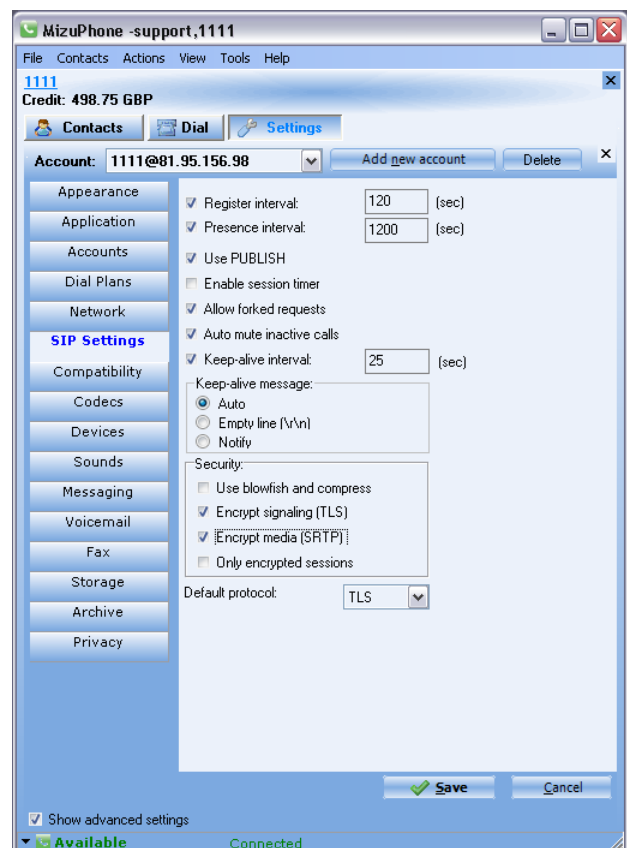 MizuPhone -support,1111
File Contacts Actions View Tools Help
1111
Credit: 498.75 GBP
Contacts Dial Settings
Account: 1111@81.95.156.98 Add new account Delete
Appearance
Application
Accounts
Dial Plans
Network
SIP Settings
Compatibility
Codecs
Devices
Sounds
Messaging
Voicemail
Fax
Storage
Archive
Privacy
Register interval: 120 (sec)
Presence interval: 1200 (sec)
Use PUBLISH
Enable session timer
Allow forked requests
Auto mute inactive calls
Keep-alive interval: 25 (sec)
Keep-alive message:
Auto
Empty line (\r\n)
Notify
Security:
Use blowfish and compress
Encrypt signaling (TLS)
Encrypt media (SRTP)
Only encrypted sessions
Default protocol: TLS
Save Cancel
Show advanced settings
Available Connected